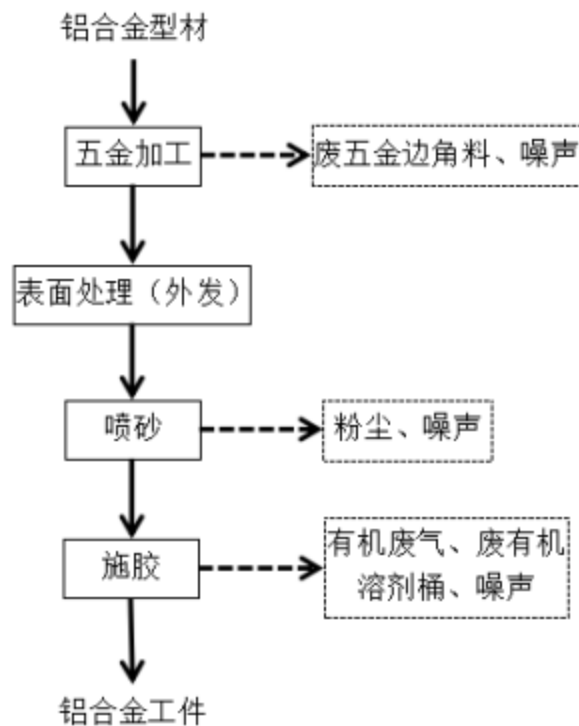 铝合金型材
五金加工
废五金边角料、噪声
表面处理（外发）
喷砂
粉尘、噪声
施胶
有机废气、废有机
溶剂桶、噪声
铝合金工件